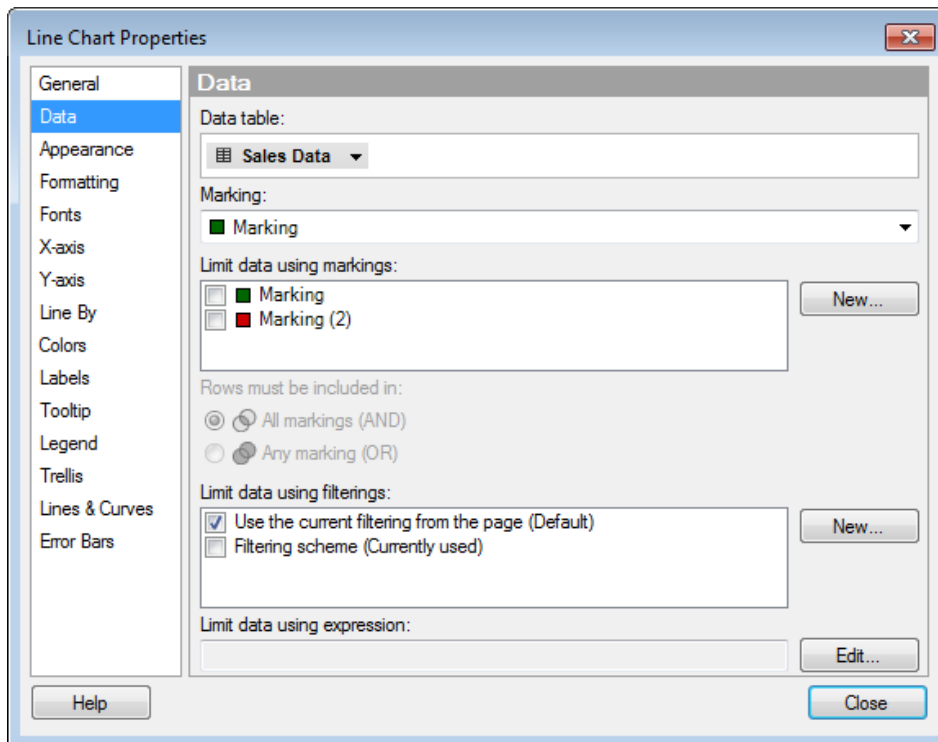 Line Chart Properties
General
Data
Appearance
Formatting
Fonts
X-axis
Y-axis
Line By
Colors
Labels
Tooltip
Legend
Trellis
Lines & Curves
Error Bars
Data
Data table:
Sales Data
Marking:
Marking
Limit data using markings:
Marking
Marking (2)
New...
Rows must be included in:
All markings (AND)
Any marking (OR)
Limit data using filterings:
Use the current filtering from the page (Default)
Filtering scheme (Currently used)
New...
Limit data using expression:
Edit...
Help
Close